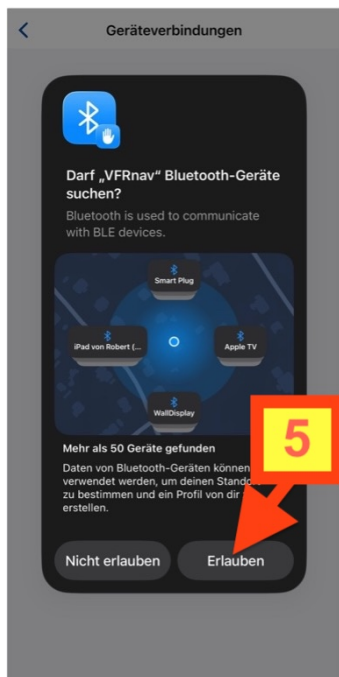 Geräteverbindungen
Darf „VFRnav“ Bluetooth-Geräte
suchen?
Bluetooth is used to communicate
with BLE devices.
Smart Plug
iPad von Robert (...
Apple TV
WallDisplay
Mehr als 50 Geräte gefunden
5
Daten von Bluetooth-Geräten können
verwendet werden, um deinen
zu bestimmen und ein Profil von dir
erstellen.
Nicht erlauben
Erlauben